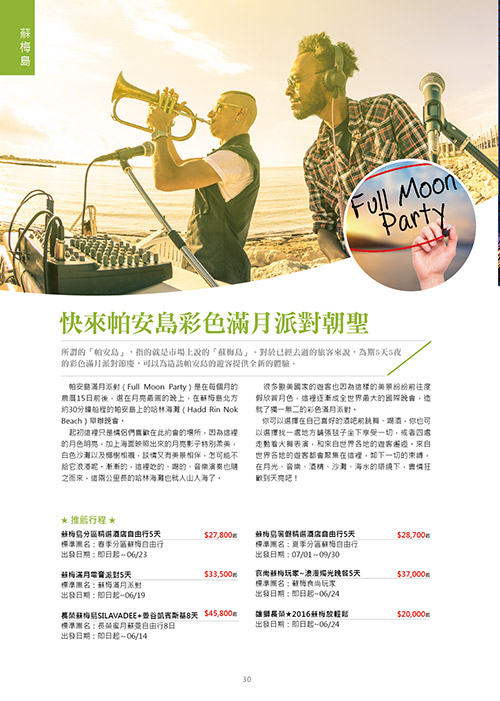 蘇梅島
Full Moon
Party
快來帕安島彩色滿月派對朝聖
所謂的「帕安島」，指的就是市場上說的「蘇梅島」。對於已經去過的旅客來說，為期5天5夜
的彩色滿月派對節慶，可以為造訪帕安島的遊客提供全新的體驗。
帕安島滿月派對 ( Full Moon Party ) 是在每個月的
農曆15日前後，選在月亮最圓的晚上，在蘇梅島北方
約30分鐘船程的帕安島上的哈林海灘 ( Hadd Rin Nok
Beach ) 舉辦晚會。
起初這裡只是情侶們喜歡在此約會的場所，因為這裡
的月色明亮，加上海面映照出來的月亮影子特別柔美，
白色沙灘以及椰樹相襯，談情又有美景相伴，怎可能不
給它浪漫呢。漸漸的，這裡吃的、喝的、音樂演奏也隨
之而來，這兩公里長的哈林海灘也就人山人海了。
很多歐美國家的遊客也因為這樣的美景紛紛前往度
假欣賞月色，這裡逐漸成全世界最大的國際晚會，造
就了獨一無二的彩色滿月派對。
你可以選擇在自己喜好的酒吧前跳舞、喝酒，你也可
以選擇找一處地方鋪張毯子坐下享受一切，或者四處
走動看火舞表演，和來自世界各地的遊客邂逅。來自
世界各地的遊客都會聚集在這裡，卸下一切的束縛，
在月光、音樂、酒精、沙灘、海水的環繞下，盡情狂
歡到天亮吧！
★ 推薦行程 ★
蘇梅島分區精選酒店自由行5天 $27,800起
標準團名：春季分區蘇梅自由行
出發日期：即日起~06/23
蘇梅滿月電音派對5天 $33,500起
標準團名：蘇梅滿月派對
出發日期：即日起~06/19
長榮蘇梅島SILAVADEE+曼谷凱賓斯基8天 $45,800起
標準團名：長榮蜜月蘇曼自由行8日
出發日期：即日起~06/14
蘇梅島暑假精選酒店自由行5天 $28,700起
標準團名：夏季分區蘇梅自由行
出發日期：07/01~09/30
食尚蘇梅玩家~浪漫燭光晚餐5天 $37,000起
標準團名：蘇梅食尚玩家
出發日期：即日起~06/24
雄獅長榮★2016蘇梅放輕鬆 $20,000起
出發日期：即日起~06/24
30